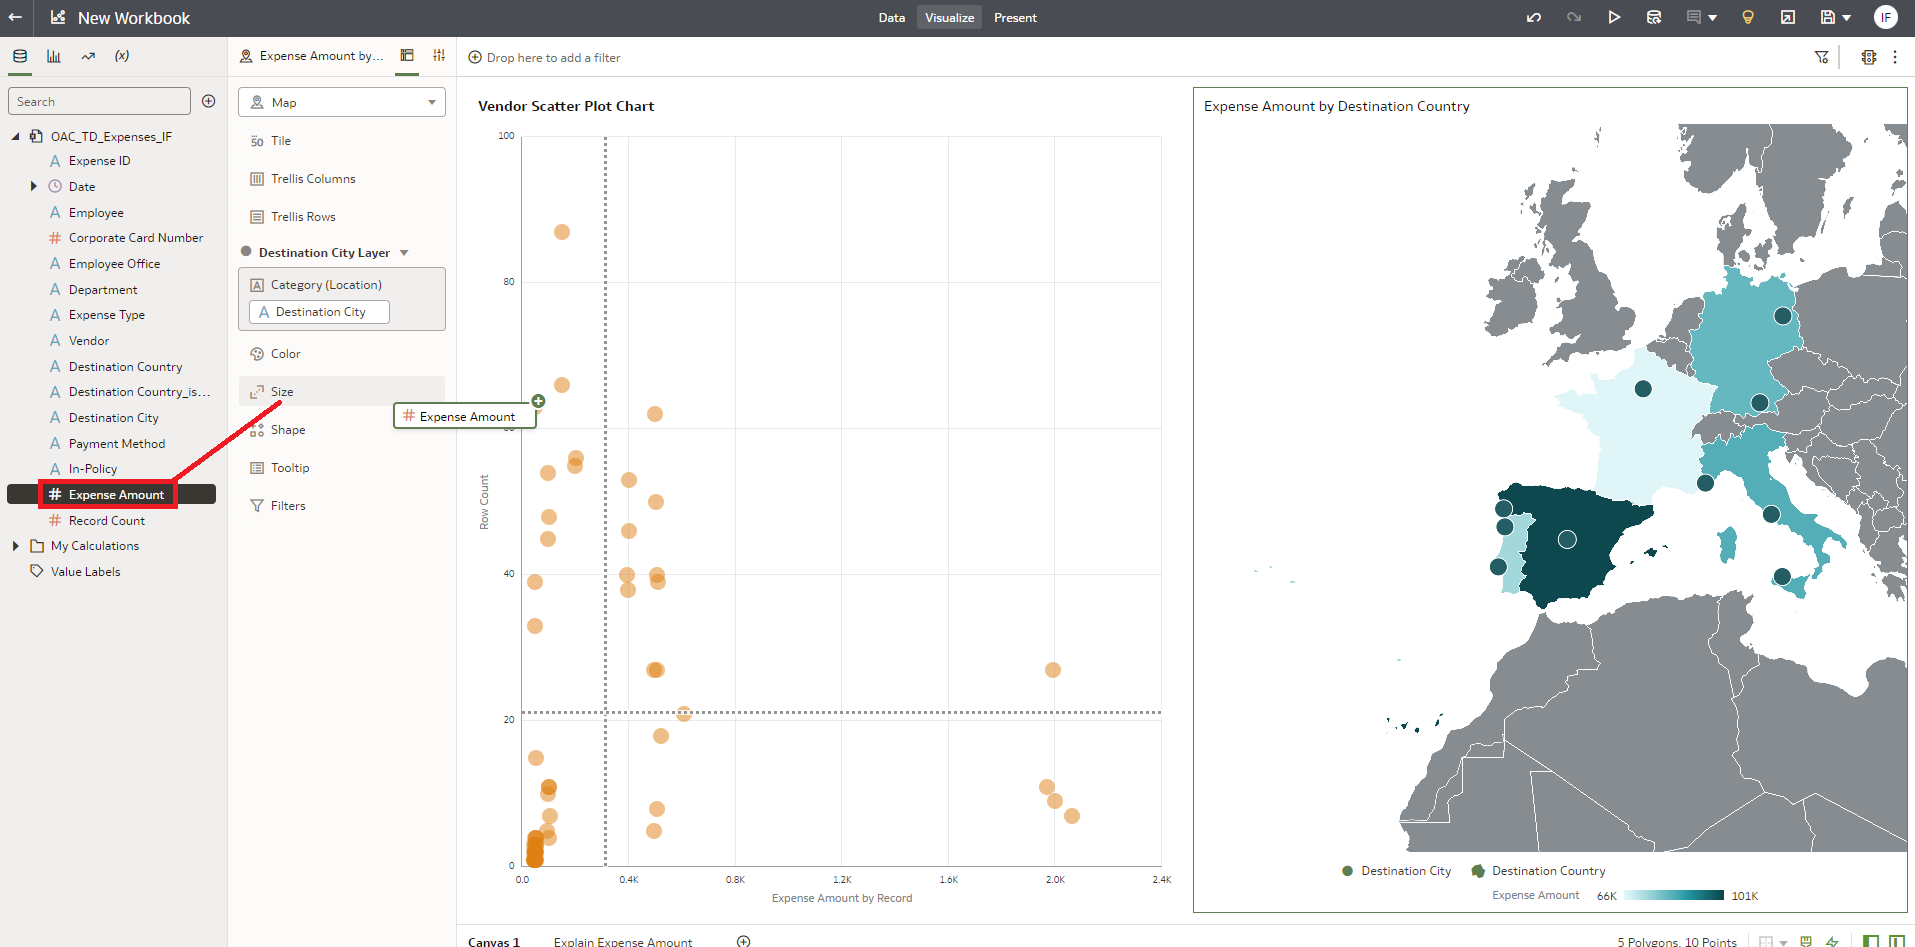 New Workbook
Data
Visualize
Present
IF
Search
OAC_TD_Expenses_IF
A Expense ID
Date
A Employee
# Corporate Card Number
A Employee Office
A Department
A Expense Type
A Vendor
A Destination Country
A Destination Country_is...
A Destination City
A Payment Method
A In-Policy
# Expense Amount
# Record Count
My Calculations
Value Labels
(x)
Expense Amount by...
Map
50 Tile
Trellis Columns
Trellis Rows
Destination City Layer
A Category (Location)
A Destination City
Color
Size
# Expense Amount
Shape
Tooltip
Filters
Drop here to add a filter
Vendor Scatter Plot Chart
Row Count
100
80
40
20
0
0.0
0.4K
0.8K
1.2K
1.6K
2.0K
2.4K
Expense Amount by Record
Expense Amount by Destination Country
Destination City
Destination Country
Expense Amount
66K
101K
Canvas 1
Explain Expense Amount
5 Polygons, 10 Points